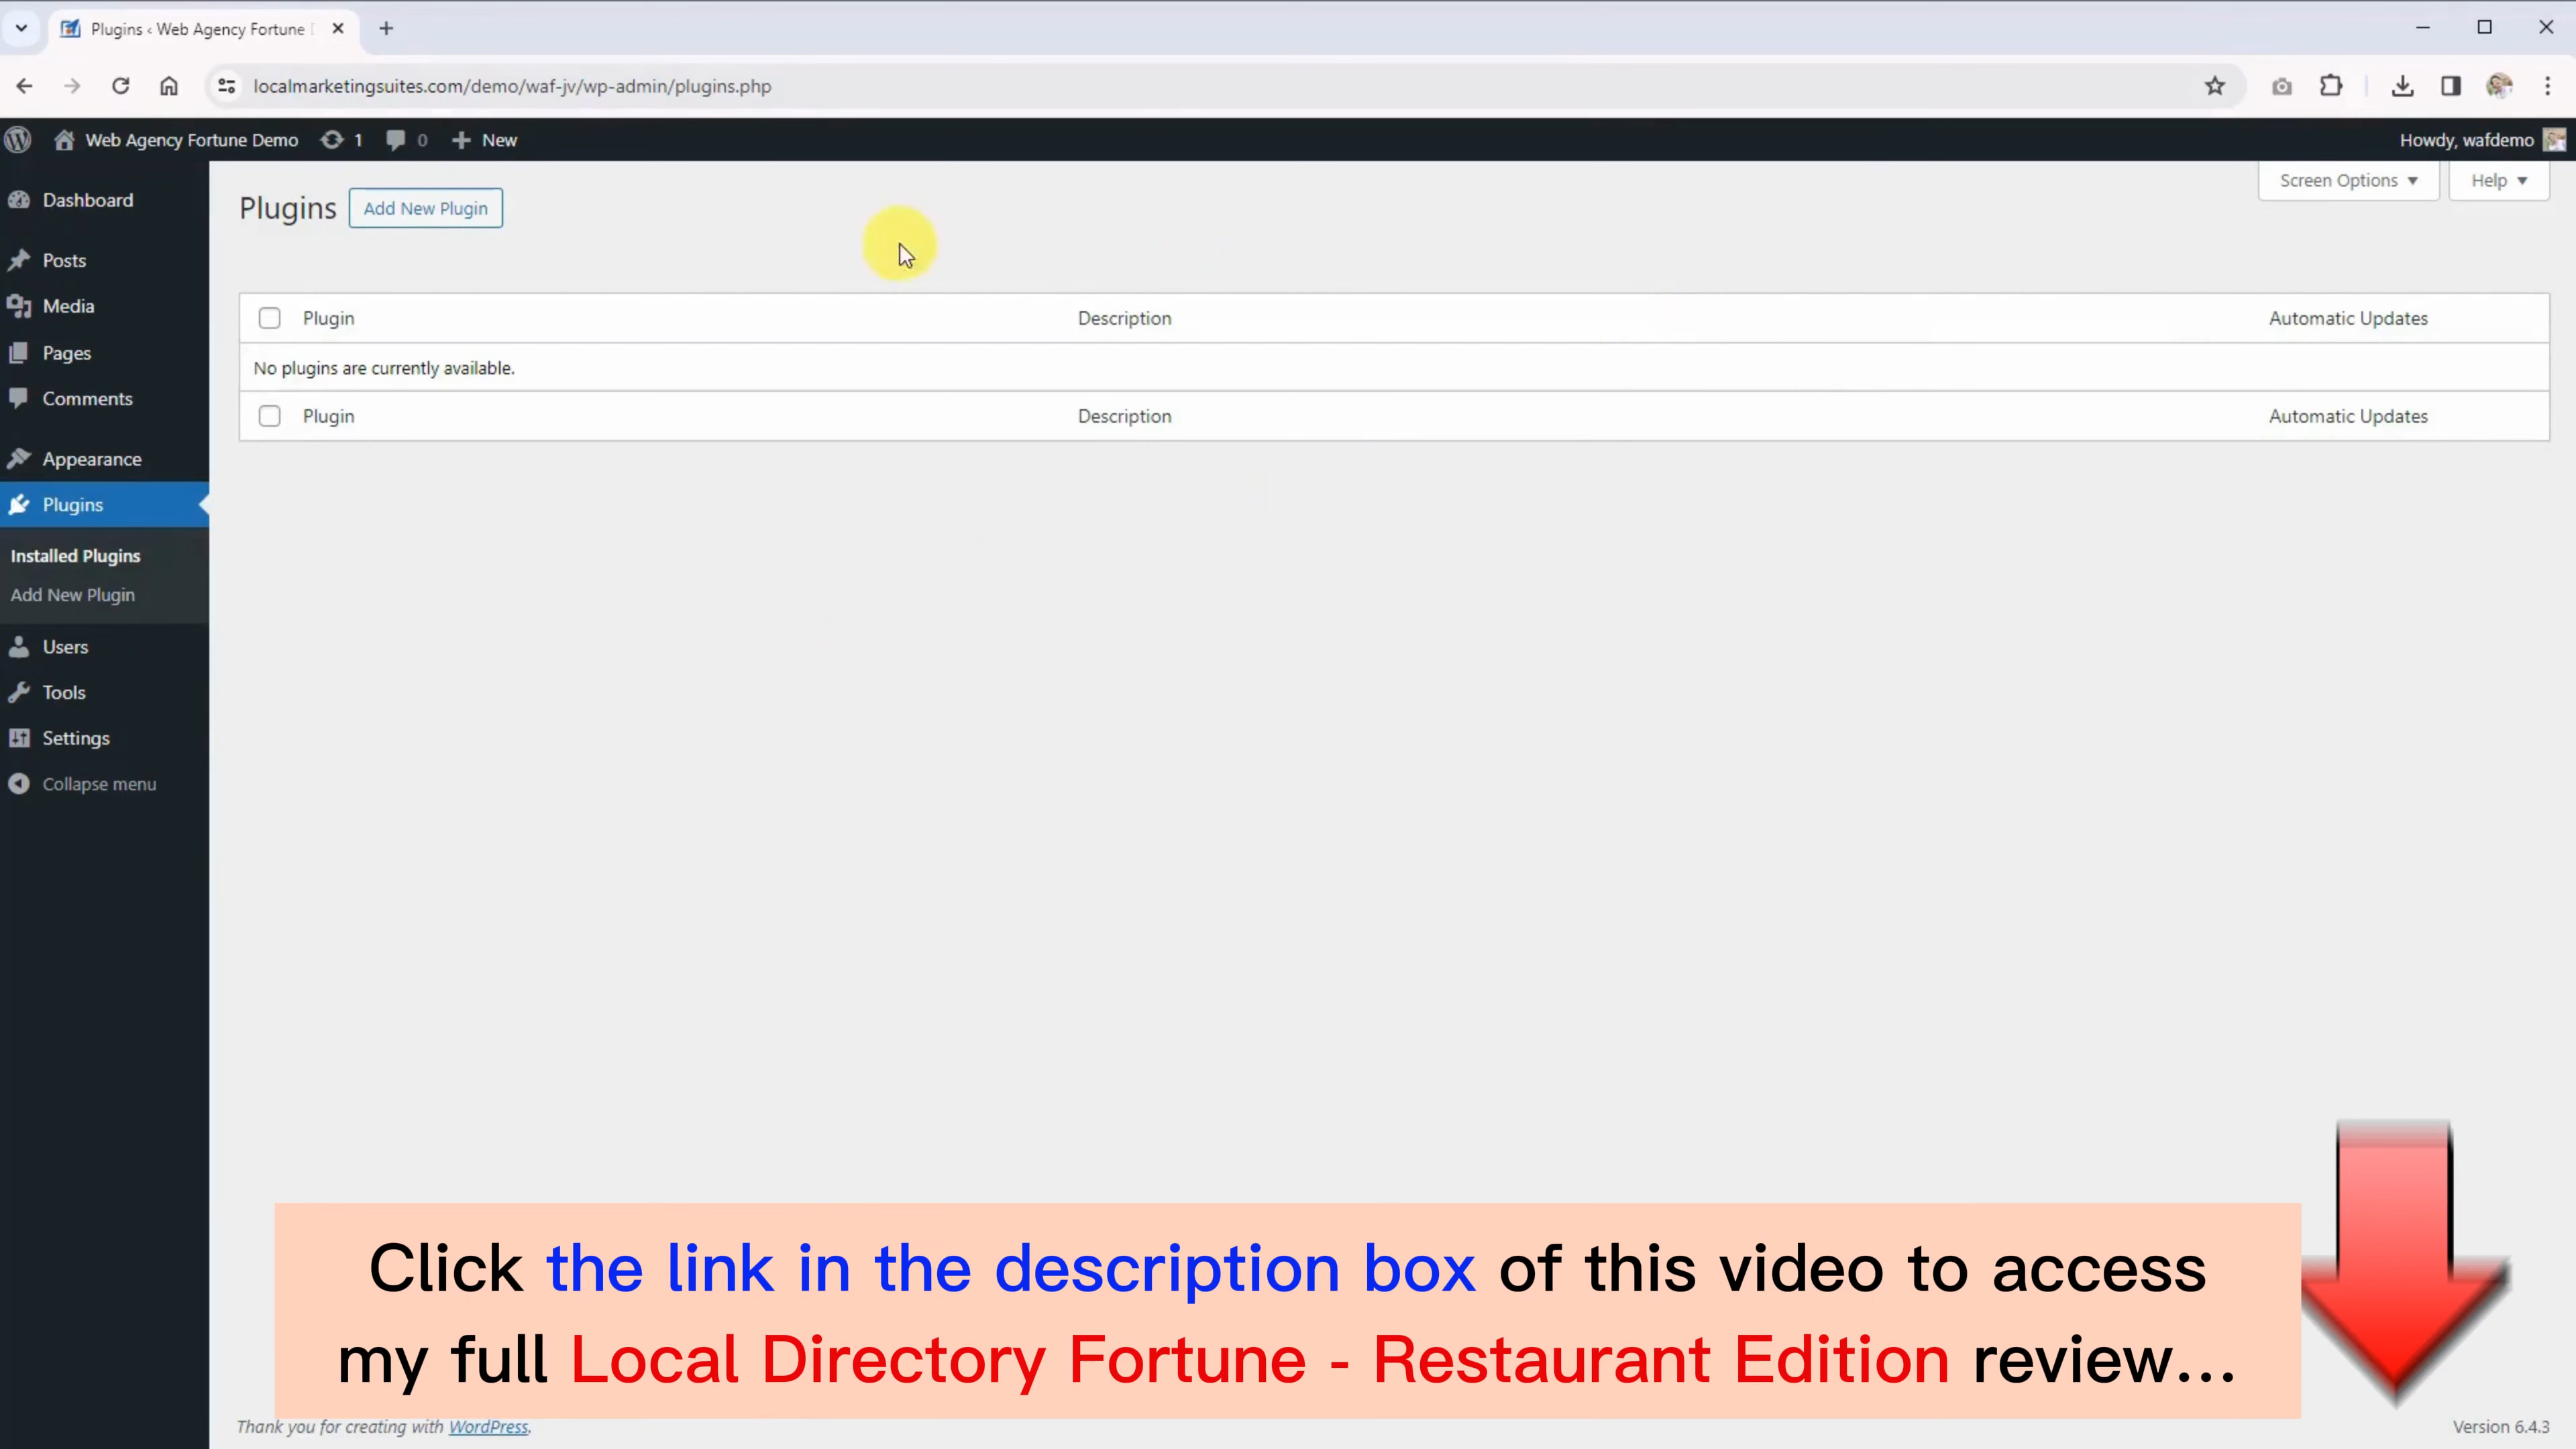 Plugins ‹ Web Agency Fortune
localmarketingsuites.com/demo/waf-jv/wp-admin/plugins.php
Web Agency Fortune Demo 1 0 New
Howdy, wafdemo
Screen Options Help
Dashboard
Posts
Media
Pages
Comments
Appearance
Plugins
Installed Plugins
Add New Plugin
Users
Tools
Settings
Collapse menu
Plugins Add New Plugin
Plugin Description Automatic Updates
No plugins are currently available.
Plugin Description Automatic Updates
Click the link in the description box of this video to access
my full Local Directory Fortune - Restaurant Edition review...
Thank you for creating with WordPress.
Version 6.4.3